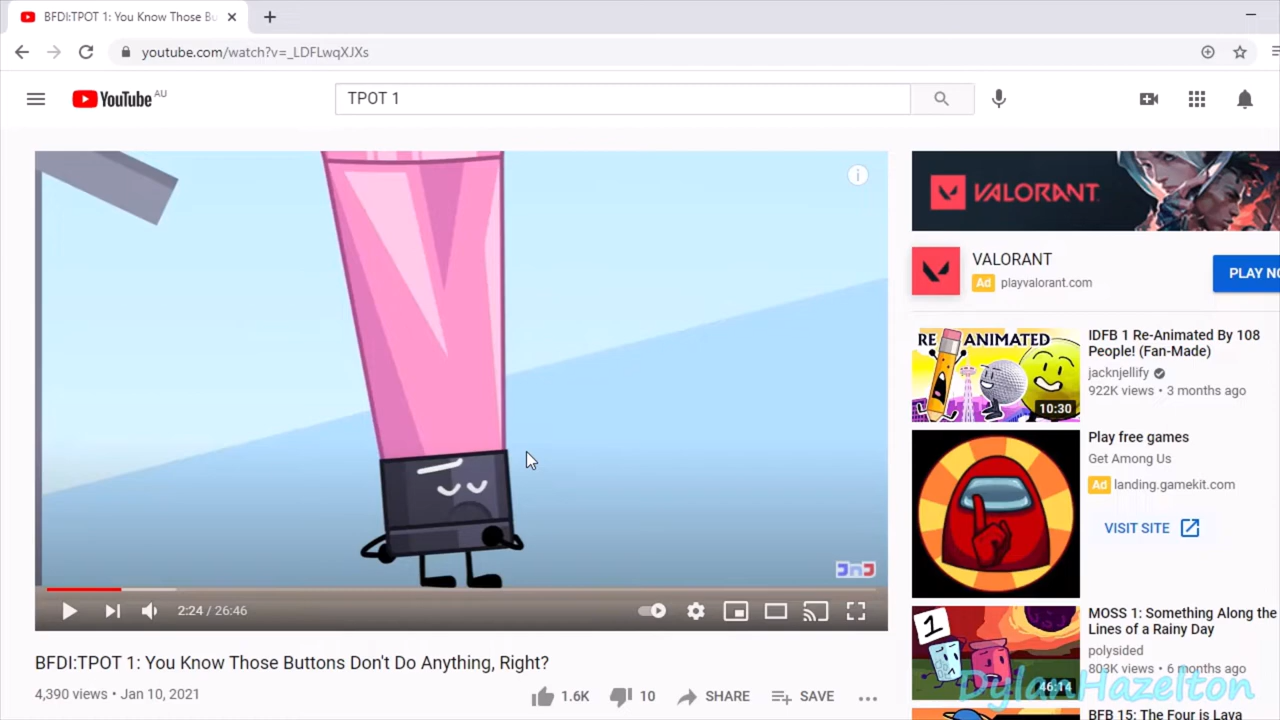 BFDI:TPOT 1: You Know Those Bu
youtube.com/watch?v=_LDFLwqXJXs
YouTube AU
TPOT 1
VALORANT
VALORANT
Ad playvalorant.com
PLAY NO
RE ANIMATED
10:30
IDFB 1 Re-Animated By 108
People! (Fan-Made)
jacknjellify
922K views • 3 months ago
Play free games
Get Among Us
Ad landing.gamekit.com
VISIT SITE
2:24 / 26:46
BFDI:TPOT 1: You Know Those Buttons Don't Do Anything, Right?
4,390 views • Jan 10, 2021
1.6K
10
SHARE
SAVE
1
46:14
MOSS 1: Something Along the
Lines of a Rainy Day
polysided
803K views • 6 months ago
DylanHazelton
BFB 15: The Four is Lava